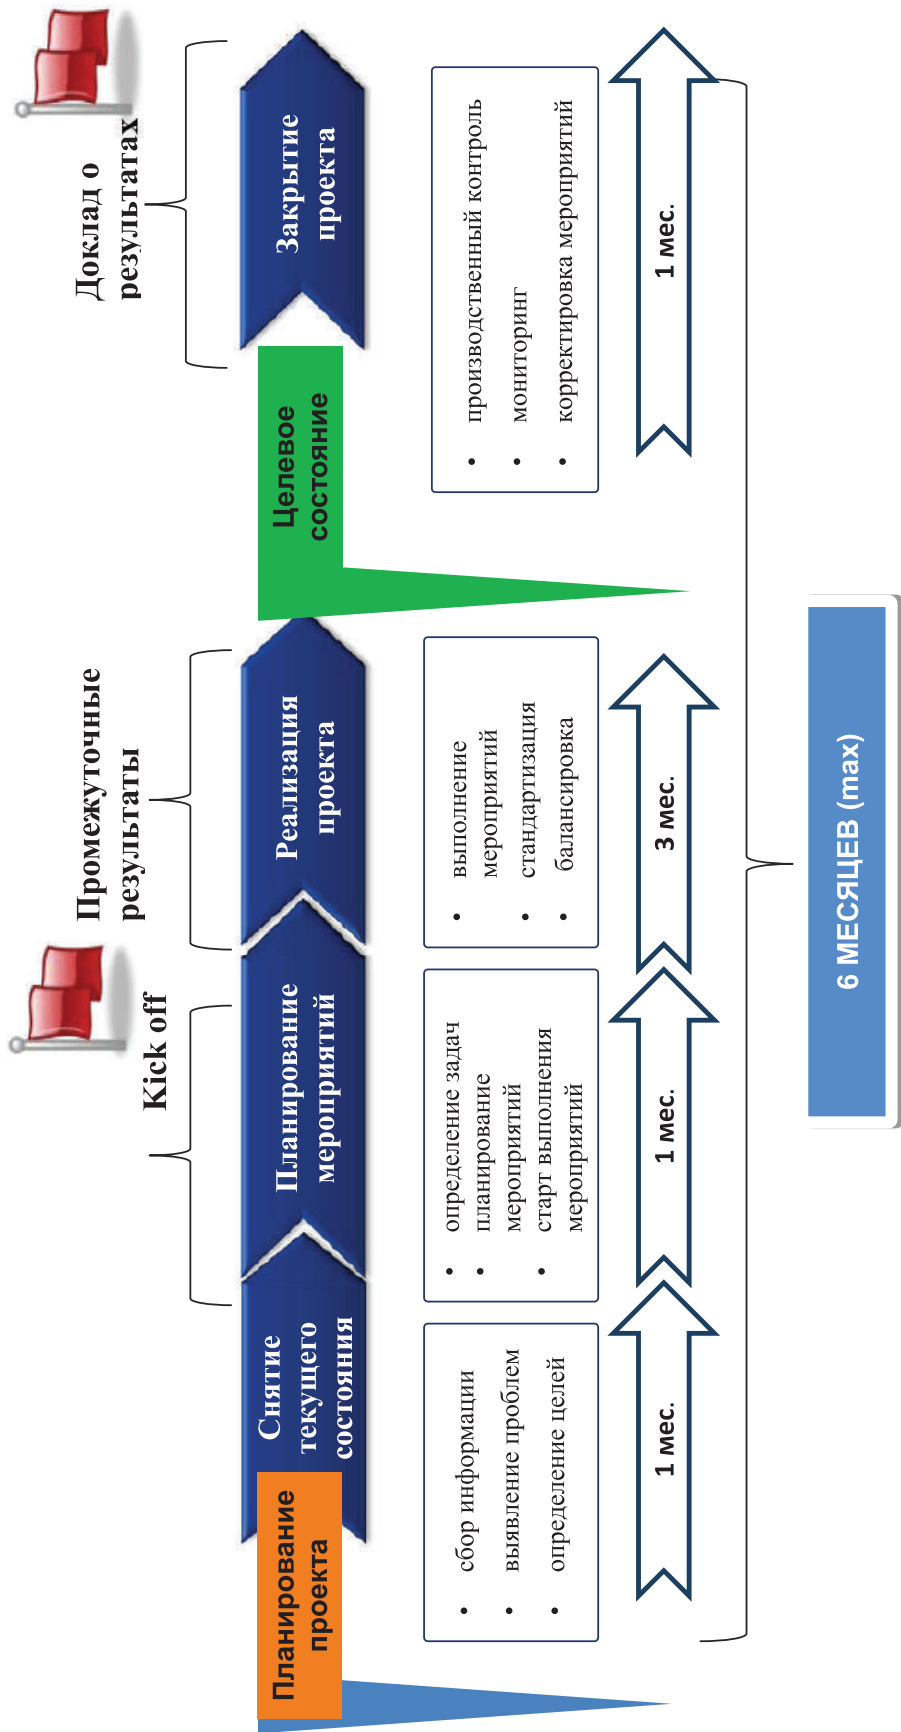 Kick off
Промежуточные
результаты
Доклад о
результатах
Планирование
проекта
Снятие
текущего
состояния
Планирование
мероприятий
Реализация
проекта
Целевое
состояние
Закрытие
проекта
• сбор информации
• выявление проблем
• определение целей
• определение задач
• планирование
мероприятий
• старт выполнения
мероприятий
• выполнение
мероприятий
• стандартизация
• балансировка
• производственный контроль
• мониторинг
• корректировка мероприятий
1 мес.
1 мес.
3 мес.
1 мес.
6 МЕСЯЦЕВ (max)